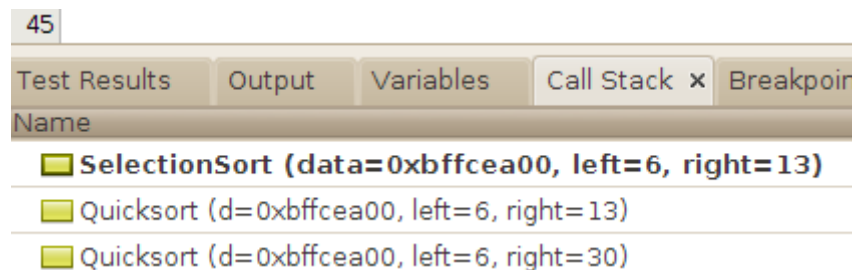 45
Test Results Output Variables Call Stack x Breakpoin
Name
SelectionSort (data=0xbffcea00, left=6, right=13)
Quicksort (d=0xbffcea00, left=6, right=13)
Quicksort (d=0xbffcea00, left=6, right=30)